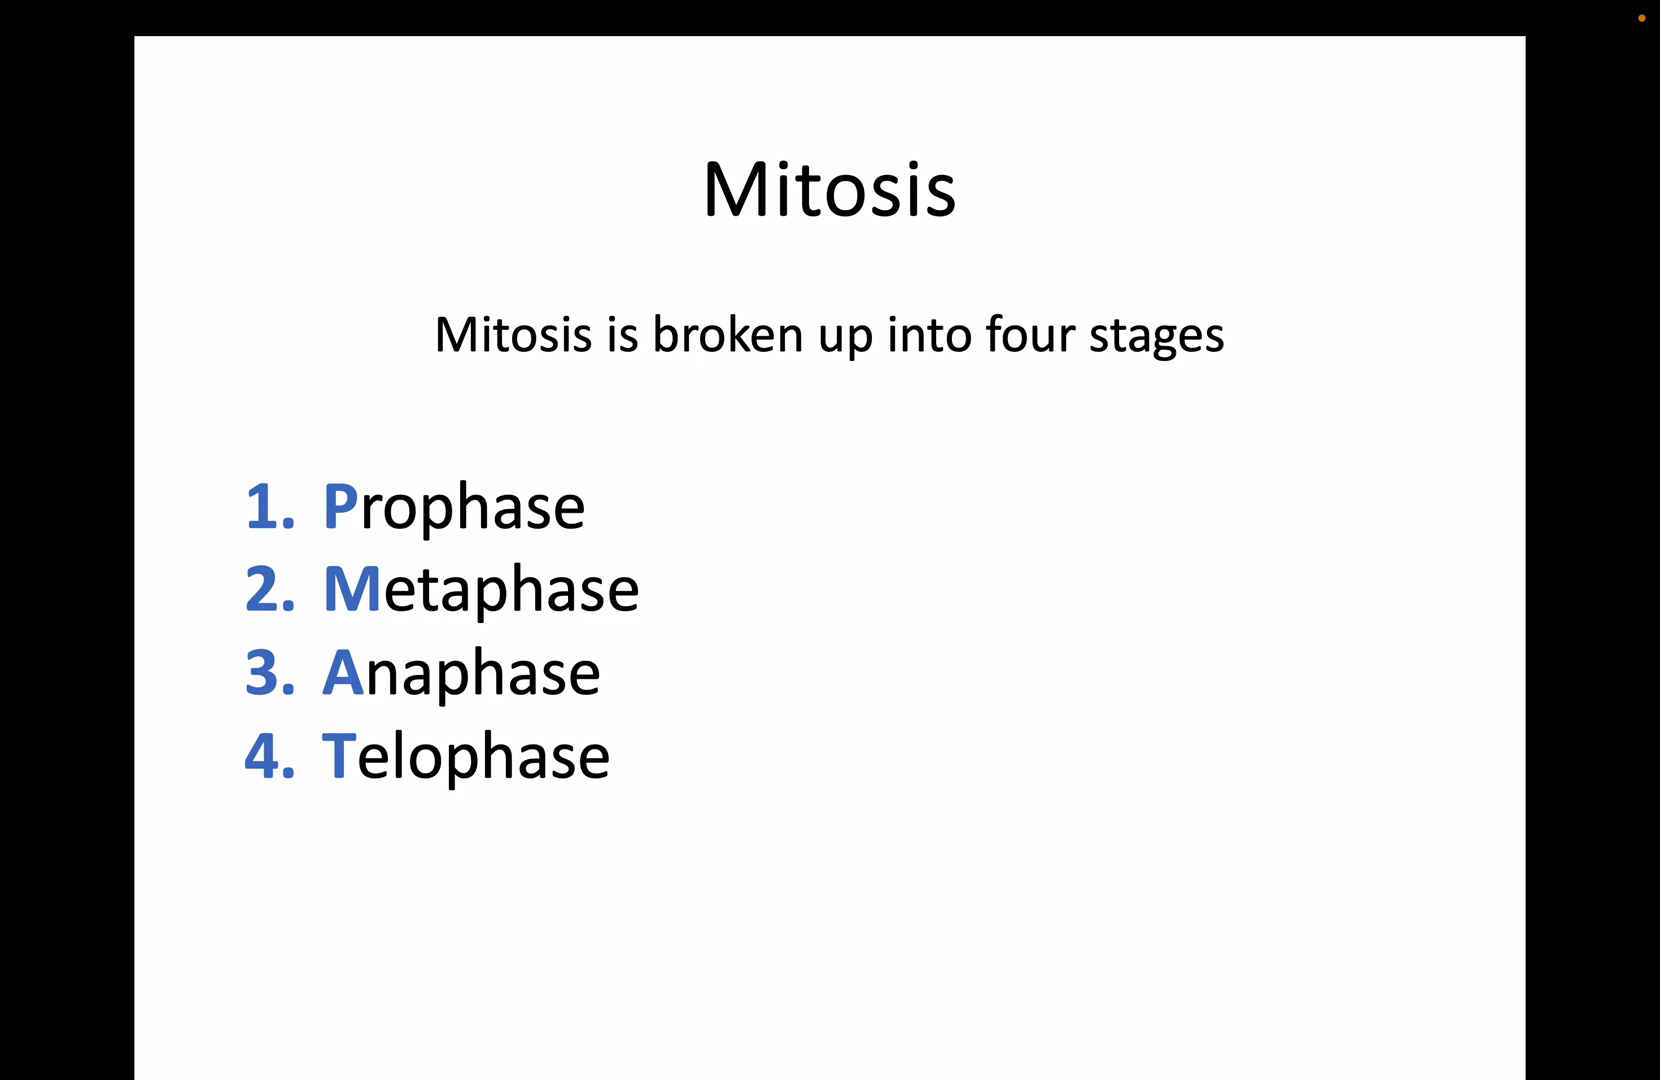 Mitosis
Mitosis is broken up into four stages
1. Prophase
2. Metaphase
3. Anaphase
4. Telophase